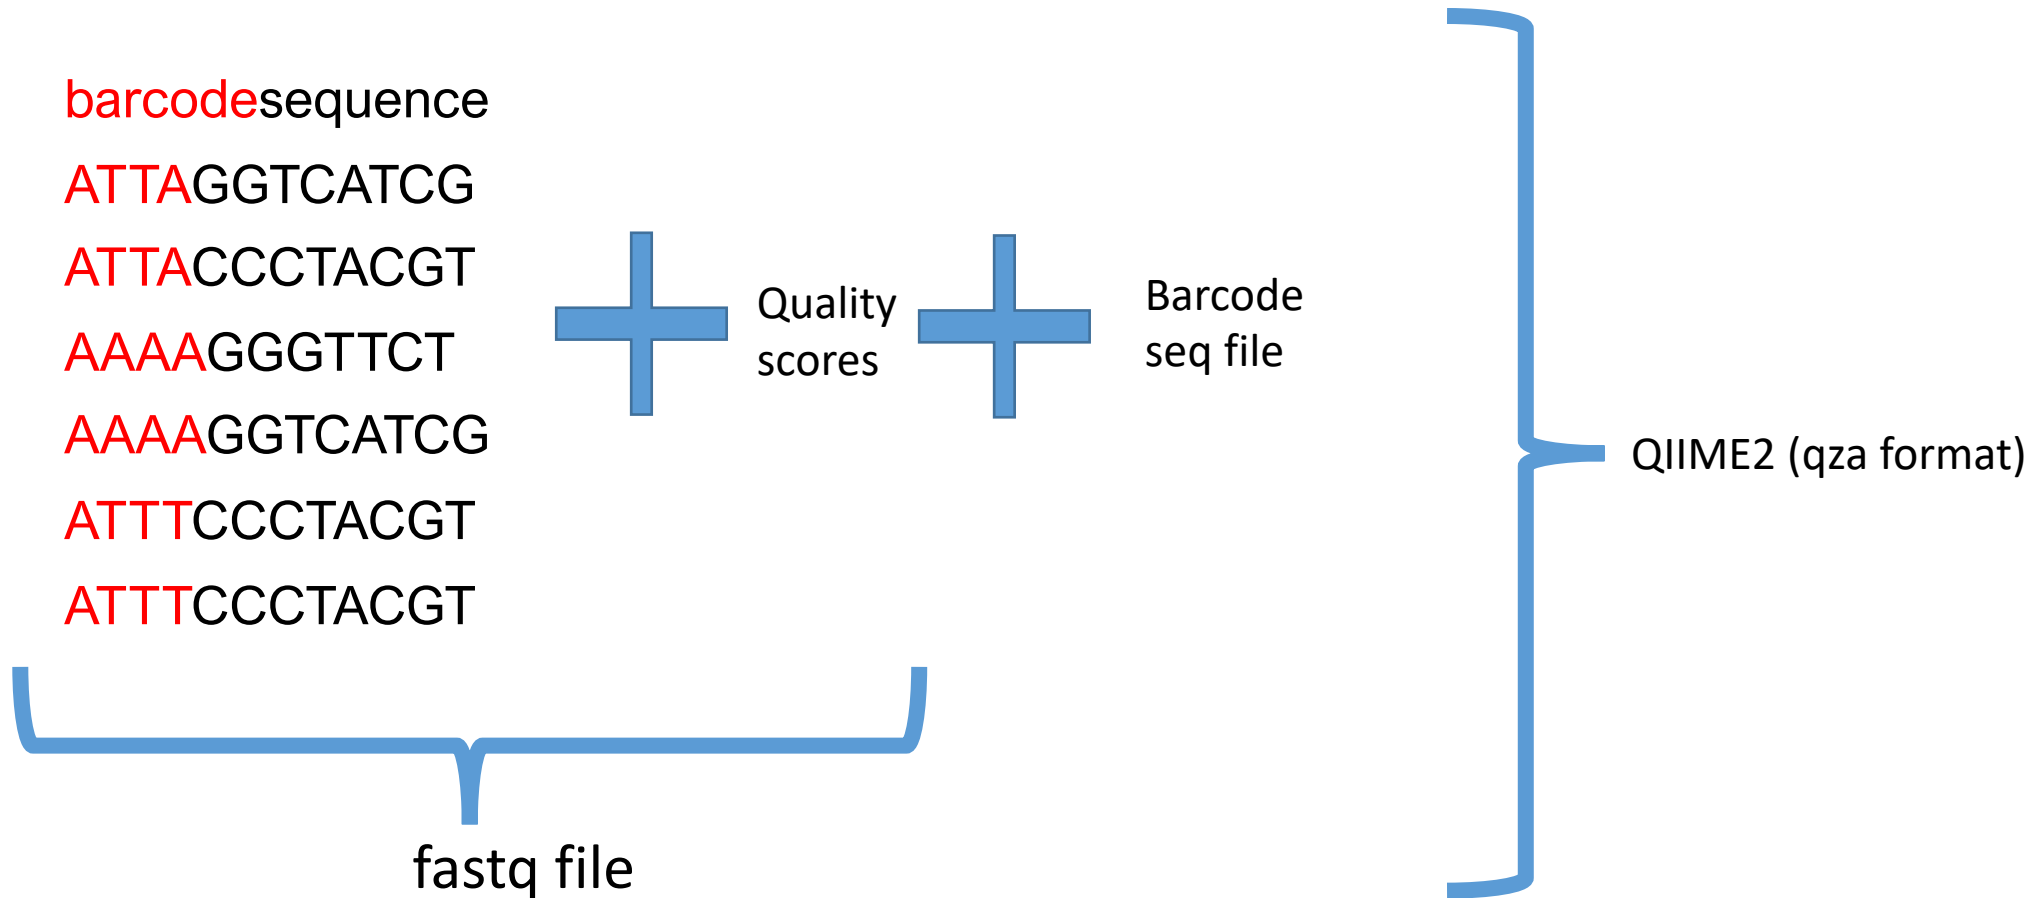 barcodesequence
ATTAGGTCATCG
ATTACCCTACGT
AAAAGGGTTCT
AAAAGGTCATCG
ATTTCCCTACGT
ATTTCCCTACGT
Quality
scores
Barcode
seq file
QIIME2 (qza format)
fastq file